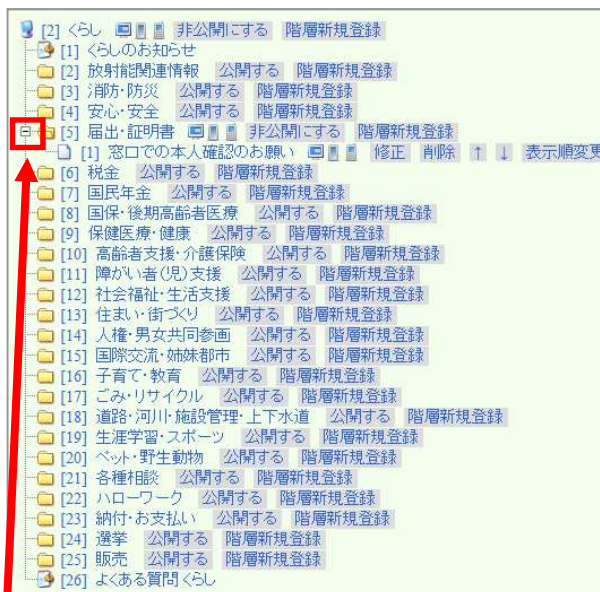 [2] くらし 非公開にする 階層新規登録
[1] くらしのお知らせ
[2] 放射能関連情報 公開する 階層新規登録
[3] 消防・防災 公開する 階層新規登録
[4] 安心・安全 公開する 階層新規登録
[5] 届出・証明書 非公開にする 階層新規登録
[1] 窓口での本人確認のお願い 修正 削除 ↑ ↓ 表示順変更
[6] 税金 公開する 階層新規登録
[7] 国民年金 公開する 階層新規登録
[8] 国保・後期高齢者医療 公開する 階層新規登録
[9] 保健医療・健康 公開する 階層新規登録
[10] 高齢者支援・介護保険 公開する 階層新規登録
[11] 障がい者(児)支援 公開する 階層新規登録
[12] 社会福祉・生活支援 公開する 階層新規登録
[13] 住まい・街づくり 公開する 階層新規登録
[14] 人権・男女共同参画 公開する 階層新規登録
[15] 国際交流・姉妹都市 公開する 階層新規登録
[16] 子育て・教育 公開する 階層新規登録
[17] ごみ・リサイクル 公開する 階層新規登録
[18] 道路・河川・施設管理・上下水道 公開する 階層新規登録
[19] 生涯学習・スポーツ 公開する 階層新規登録
[20] ペット・野生動物 公開する 階層新規登録
[21] 各種相談 公開する 階層新規登録
[22] ハローワーク 公開する 階層新規登録
[23] 納付・お支払い 公開する 階層新規登録
[24] 選挙 公開する 階層新規登録
[25] 販売 公開する 階層新規登録
[26] よくある質問くらし